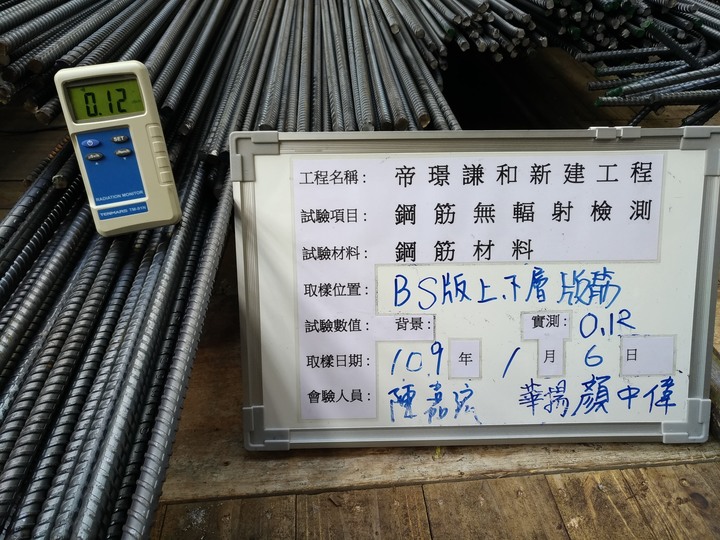 0.12
SET
RADIATION MONITOR
TENMARS
工程名稱: 帝璟謙和新建工程
試驗項目: 鋼筋無輻射檢測
試驗材料: 鋼筋材料
取樣位置: BS版上.下層版筋
試驗數值: 背景: 實測: 0.12
取樣日期: 109年 1月 6日
會驗人員: 陳嘉宏 華揚顏中偉